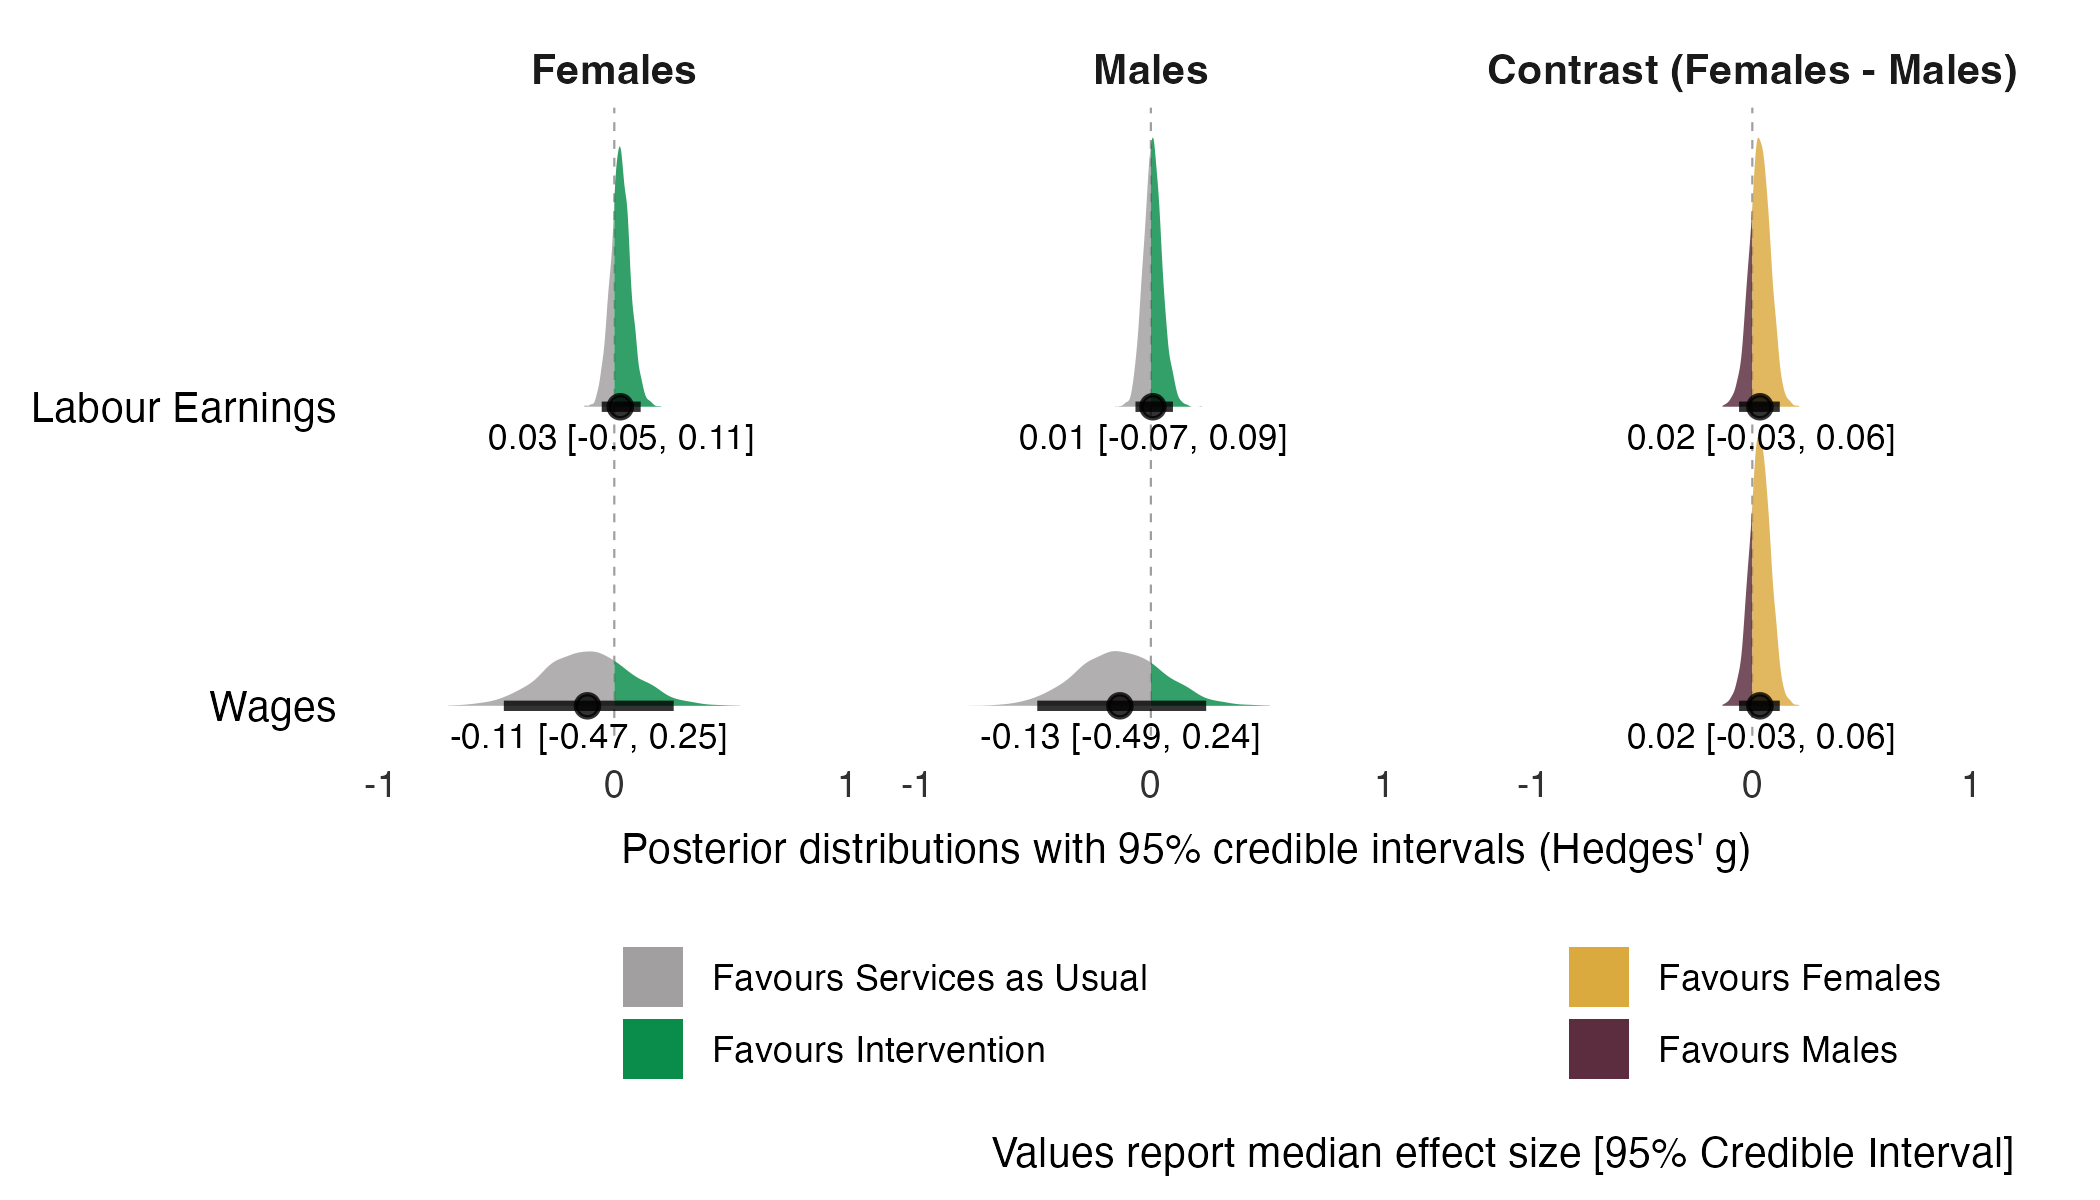 Females Males Contrast (Females - Males)
Labour Earnings
0.03 [-0.05, 0.11] 0.01 [-0.07, 0.09] 0.02 [-0.03, 0.06]
Wages
-0.11 [-0.47, 0.25] -0.13 [-0.49, 0.24] 0.02 [-0.03, 0.06]
-1 0 1 -1 0 1 -1 0 1
Posterior distributions with 95% credible intervals (Hedges' g)
Favours Services as Usual Favours Females
Favours Intervention Favours Males
Values report median effect size [95% Credible Interval]